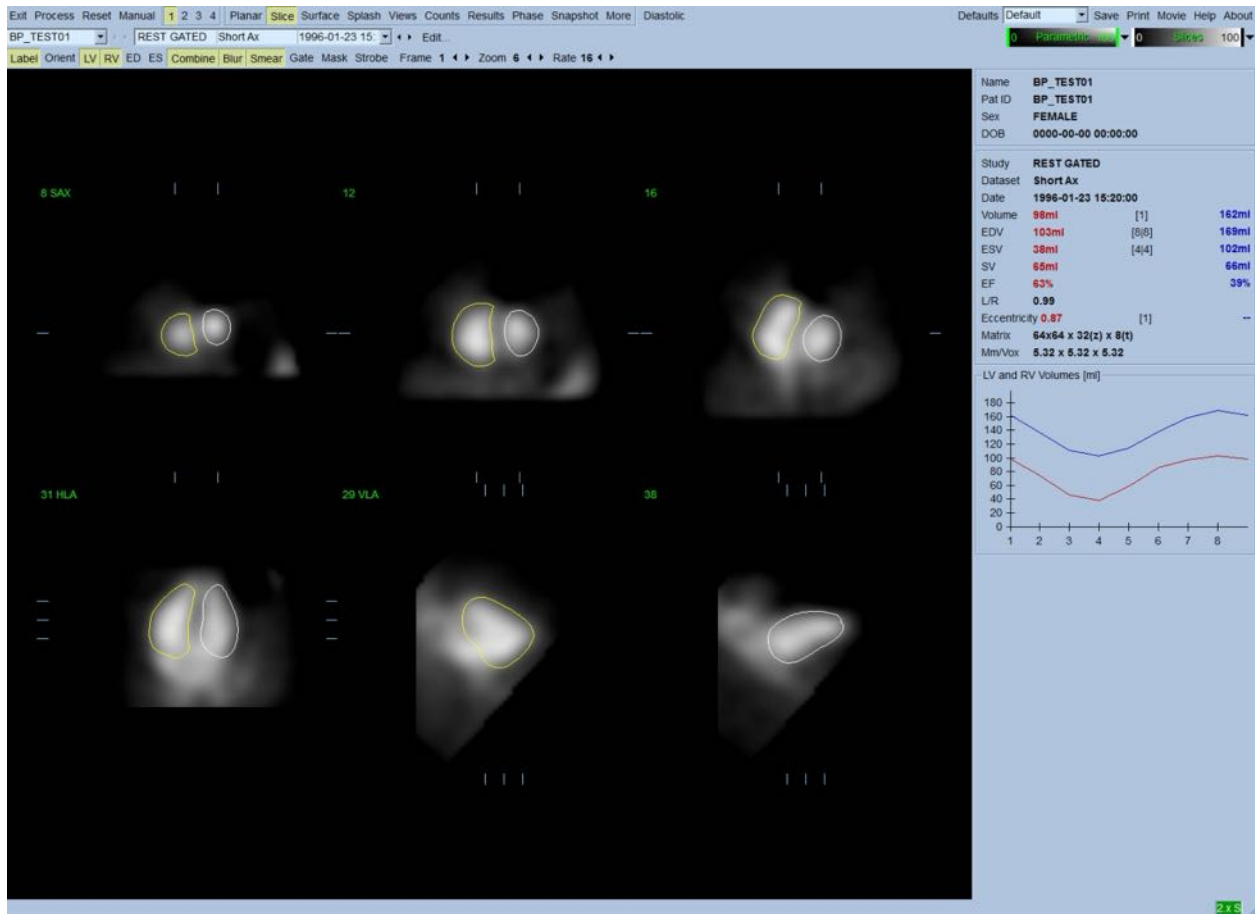 Exit Process Reset Manual 1 2 3 4 Planar Slice Surface Splash Views Counts Results Phase Snapshot More Diastolic Defaults Default Save Print Movie Help About
BP_TEST01 REST GATED Short Ax 1996-01-23 15: Edit... 0 Parametric 0 Slices 100
Label Orient LV RV ED ES Combine Blur Smear Gate Mask Strobe Frame 1 Zoom 6 Rate 16
8 SAX 12 16
31 HLA 29 VLA 38
Name BP_TEST01
Pat ID BP_TEST01
Sex FEMALE
DOB 0000-00-00 00:00:00
Study REST GATED
Dataset Short Ax
Date 1996-01-23 15:20:00
Volume 98ml [1] 162ml
EDV 103ml [8|8] 169ml
ESV 38ml [4|4] 102ml
SV 65ml 66ml
EF 63% 39%
L/R 0.99
Eccentricity 0.87 [1] --
Matrix 64x64 x 32(z) x 8(t)
Mm/Vox 5.32 x 5.32 x 5.32
LV and RV Volumes [ml]
180
160
140
120
100
80
60
40
20
0
1 2 3 4 5 6 7 8
2 x S